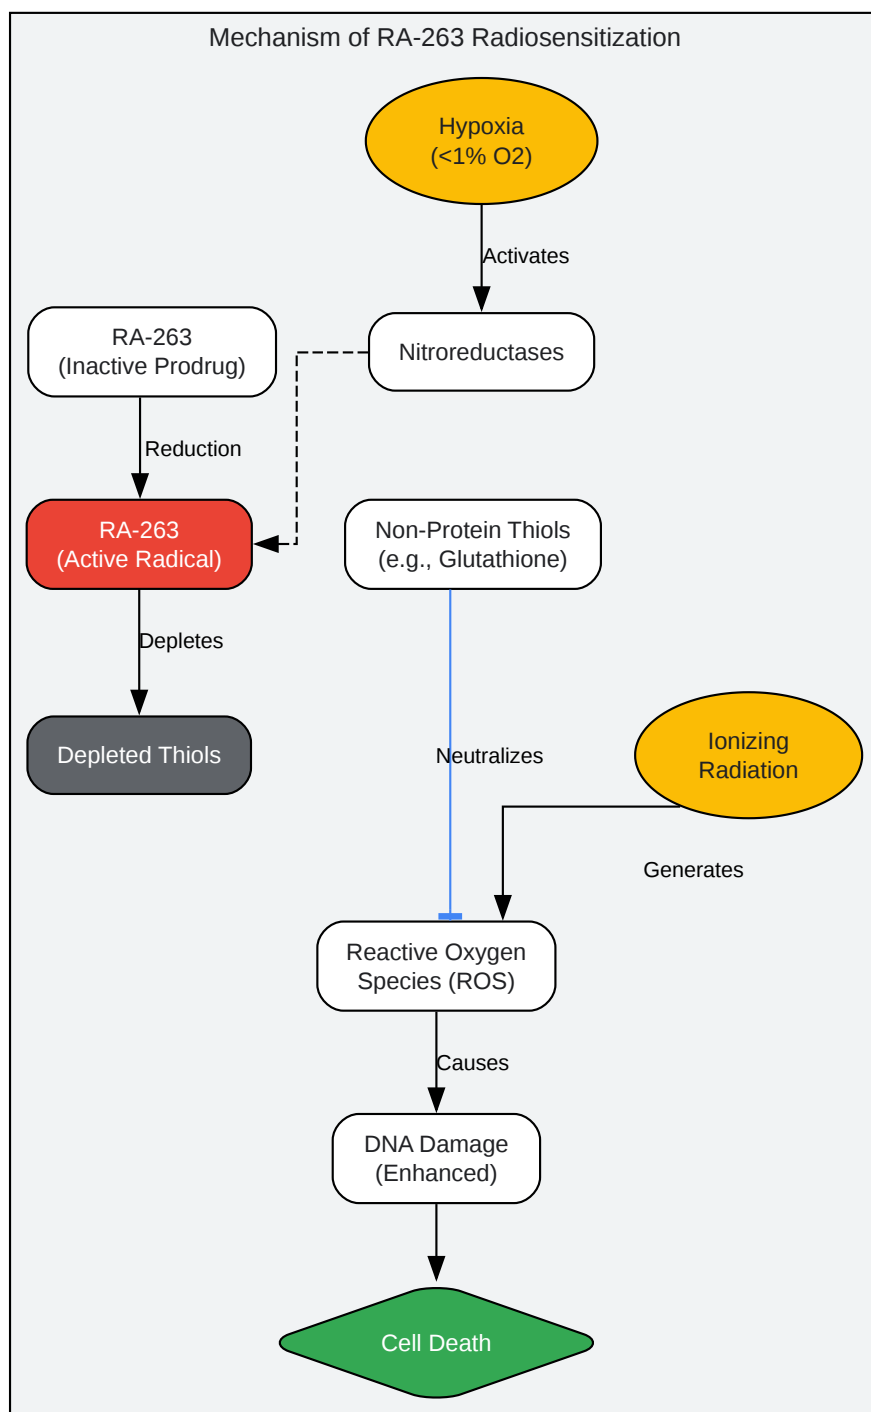 Mechanism of RA-263 Radiosensitization
Hypoxia
(<1% O2)
Activates
RA-263
(Inactive Prodrug)
Nitroreductases
Reduction
RA-263
(Active Radical)
Non-Protein Thiols
(e.g., Glutathione)
Depletes
Depleted Thiols
Neutralizes
Ionizing
Radiation
Generates
Reactive Oxygen
Species (ROS)
Causes
DNA Damage
(Enhanced)
Cell Death